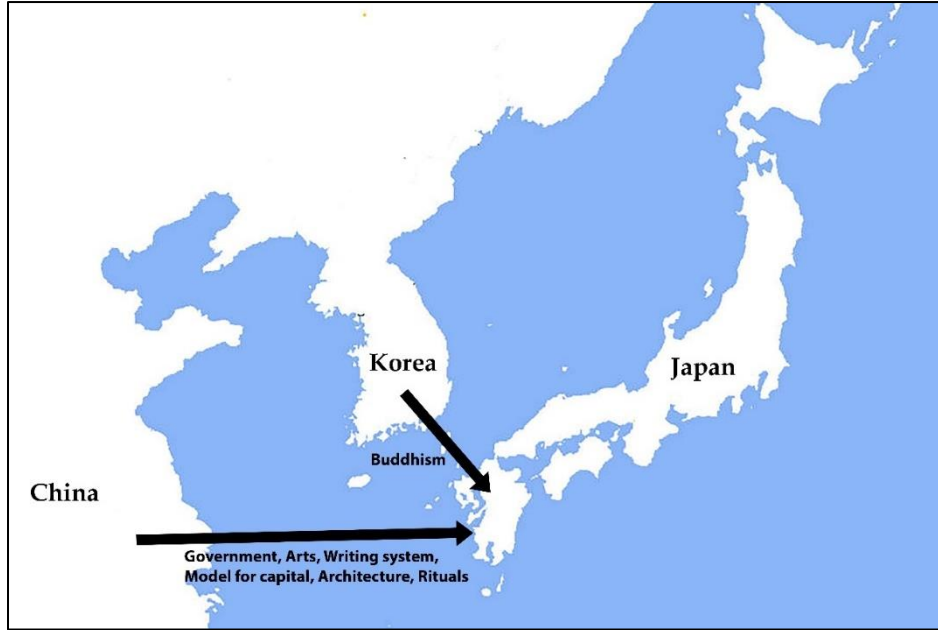 Korea
Japan
Buddhism
China
Government, Arts, Writing system,
Model for capital, Architecture, Rituals